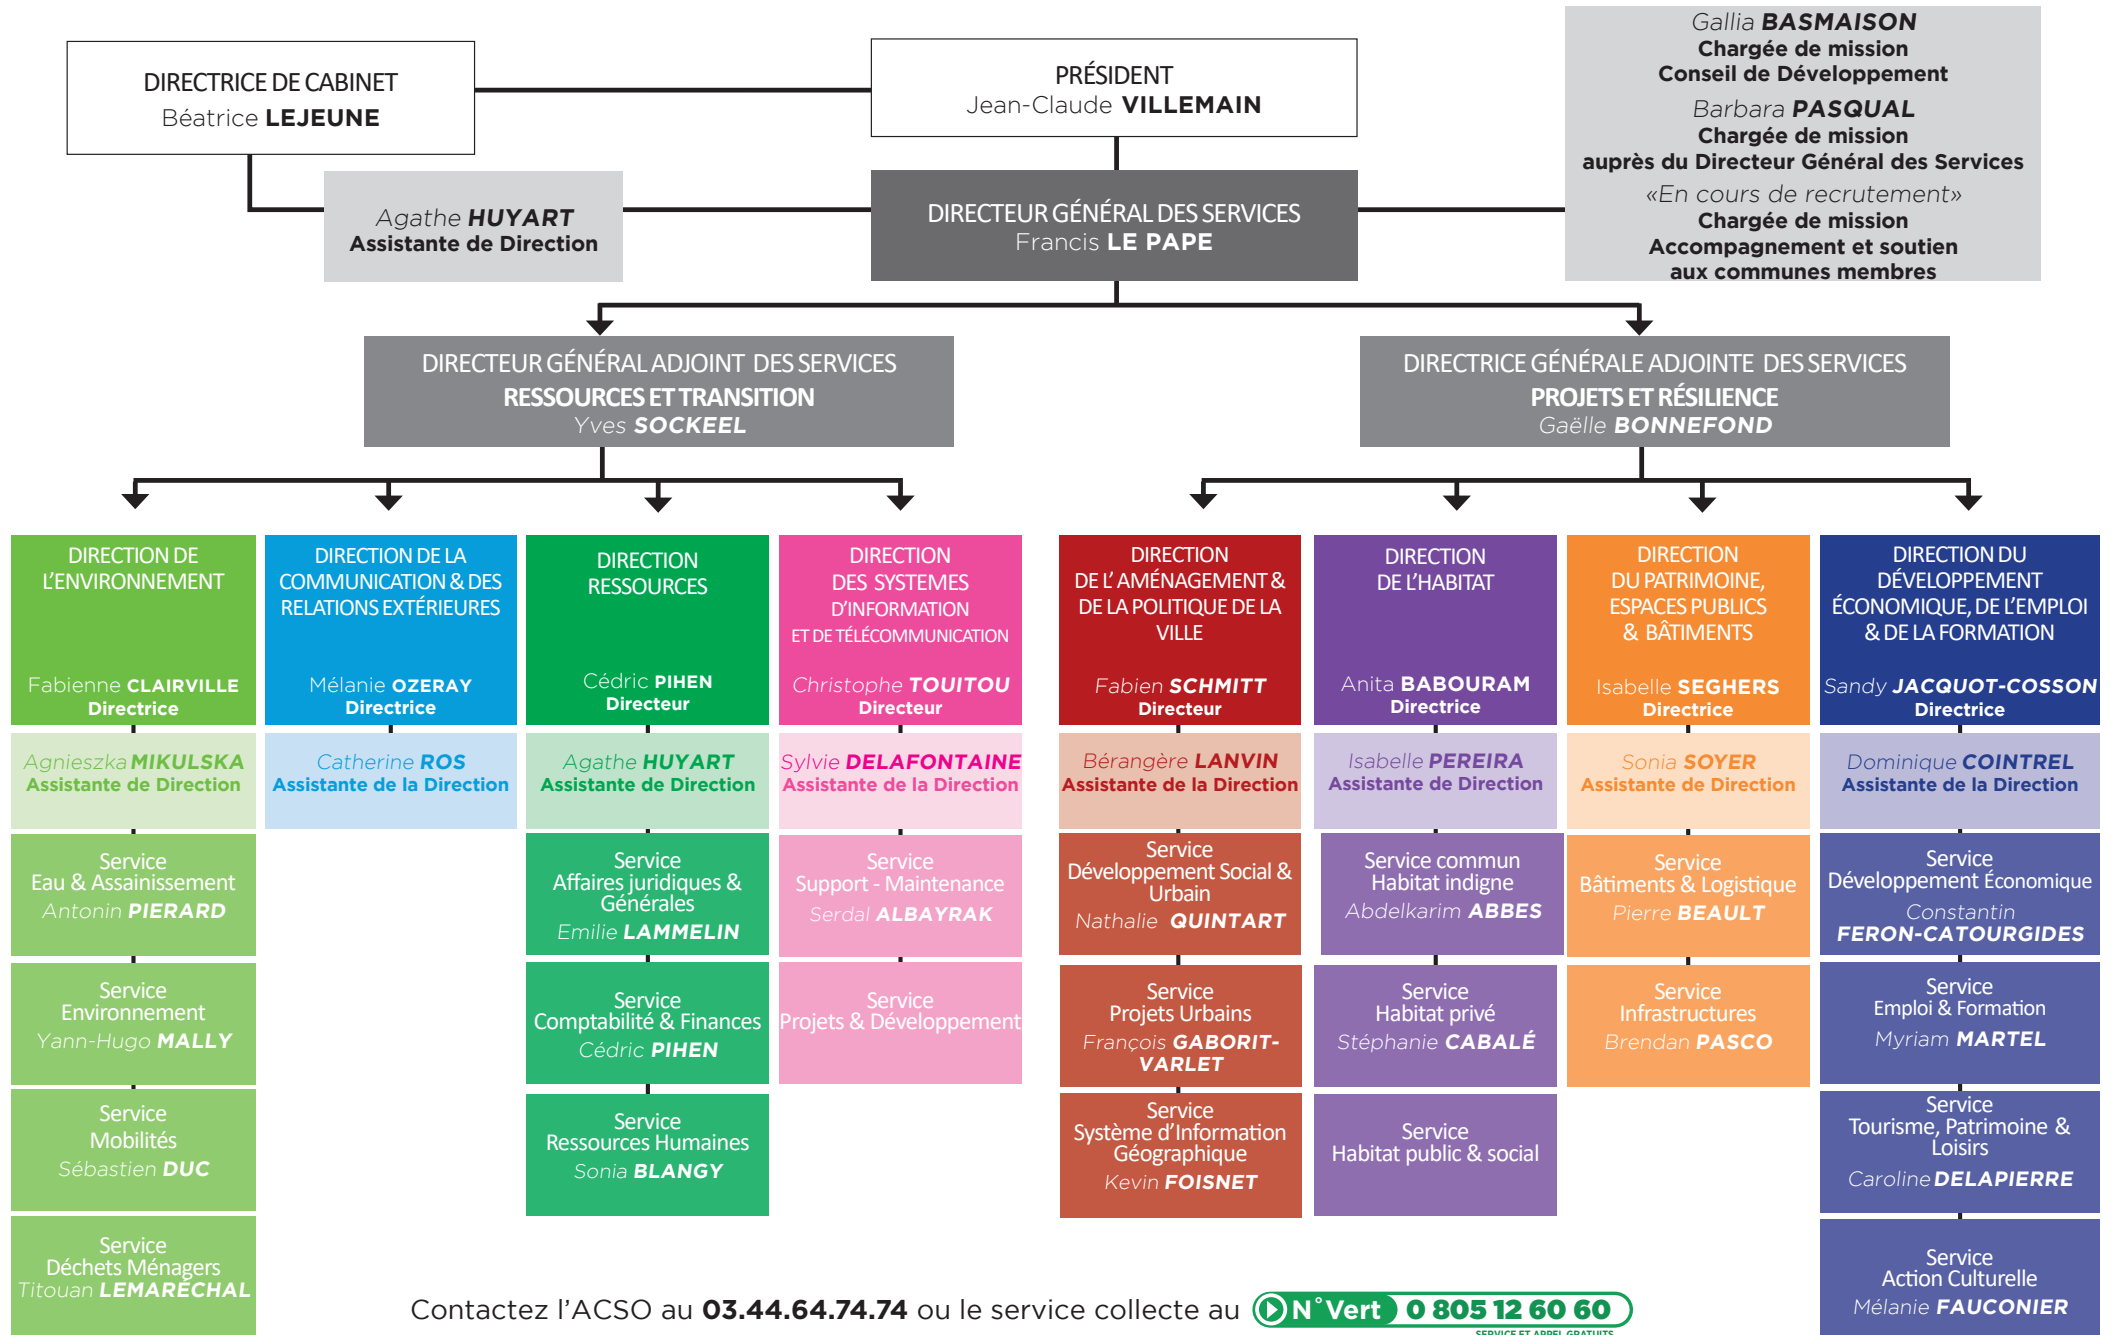 DIRECTRICE DE CABINET
Béatrice LEJEUNE
PRÉSIDENT
Jean-Claude VILLEMAIN
Gallia BASMAISON
Chargée de mission
Conseil de Développement
Barbara PASQUAL
Chargée de mission
auprès du Directeur Général des Services
«En cours de recrutement»
Chargée de mission
Accompagnement et soutien
aux communes membres
Agathe HUYART
Assistante de Direction
DIRECTEUR GÉNÉRAL DES SERVICES
Francis LE PAPE
DIRECTEUR GÉNÉRAL ADJOINT DES SERVICES
RESSOURCES ET TRANSITION
Yves SOCKEEL
DIRECTRICE GÉNÉRALE ADJOINTE DES SERVICES
PROJETS ET RÉSILIENCE
Gaëlle BONNEFOND
DIRECTION DE
L'ENVIRONNEMENT
Fabienne CLAIRVILLE
Directrice
Agnieszka MIKULSKA
Assistante de Direction
Service
Eau & Assainissement
Antonin PIERARD
Service
Environnement
Yann-Hugo MALLY
Service
Mobilités
Sébastien DUC
Service
Déchets Ménagers
Titouan LEMARÉCHAL
DIRECTION DE LA
COMMUNICATION & DES
RELATIONS EXTÉRIEURES
Mélanie OZERAY
Directrice
Catherine ROS
Assistante de la Direction
DIRECTION
RESSOURCES
Cédric PIHEN
Directeur
Agathe HUYART
Assistante de Direction
Service
Affaires juridiques &
Générales
Emilie LAMMELIN
Service
Comptabilité & Finances
Cédric PIHEN
Service
Ressources Humaines
Sonia BLANGY
DIRECTION
DES SYSTEMES
D'INFORMATION
ET DE TÉLÉCOMMUNICATION
Christophe TOUITOU
Directeur
Sylvie DELAFONTAINE
Assistante de la Direction
Service
Support - Maintenance
Serdal ALBAYRAK
Service
Projets & Développement
DIRECTION
DE L' AMÉNAGEMENT &
DE LA POLITIQUE DE LA
VILLE
Fabien SCHMITT
Directeur
Bérangère LANVIN
Assistante de la Direction
Service
Développement Social &
Urbain
Nathalie QUINTART
Service
Projets Urbains
François GABORIT-
VARLET
Service
Système d'Information
Géographique
Kevin FOISNET
DIRECTION
DE L'HABITAT
Anita BABOURAM
Directrice
Isabelle PEREIRA
Assistante de Direction
Service commun
Habitat indigne
Abdelkarim ABBES
Service
Habitat privé
Stéphanie CABALÉ
Service
Habitat public & social
DIRECTION
DU PATRIMOINE,
ESPACES PUBLICS
& BÂTIMENTS
Isabelle SEGHERS
Directrice
Sonia SOYER
Assistante de Direction
Service
Bâtiments & Logistique
Pierre BEAULT
Service
Infrastructures
Brendan PASCO
DIRECTION DU
DÉVELOPPEMENT
ÉCONOMIQUE, DE L'EMPLOI
& DE LA FORMATION
Sandy JACQUOT-COSSON
Directrice
Dominique COINTREL
Assistante de la Direction
Service
Développement Économique
Constantin
FERON-CATOURGIDES
Service
Emploi & Formation
Myriam MARTEL
Service
Tourisme, Patrimoine &
Loisirs
Caroline DELAPIERRE
Service
Action Culturelle
Mélanie FAUCONIER
Contactez l'ACSO au 03.44.64.74.74 ou le service collecte au N°Vert 0 805 12 60 60
SERVICE ET APPEL GRATUITS